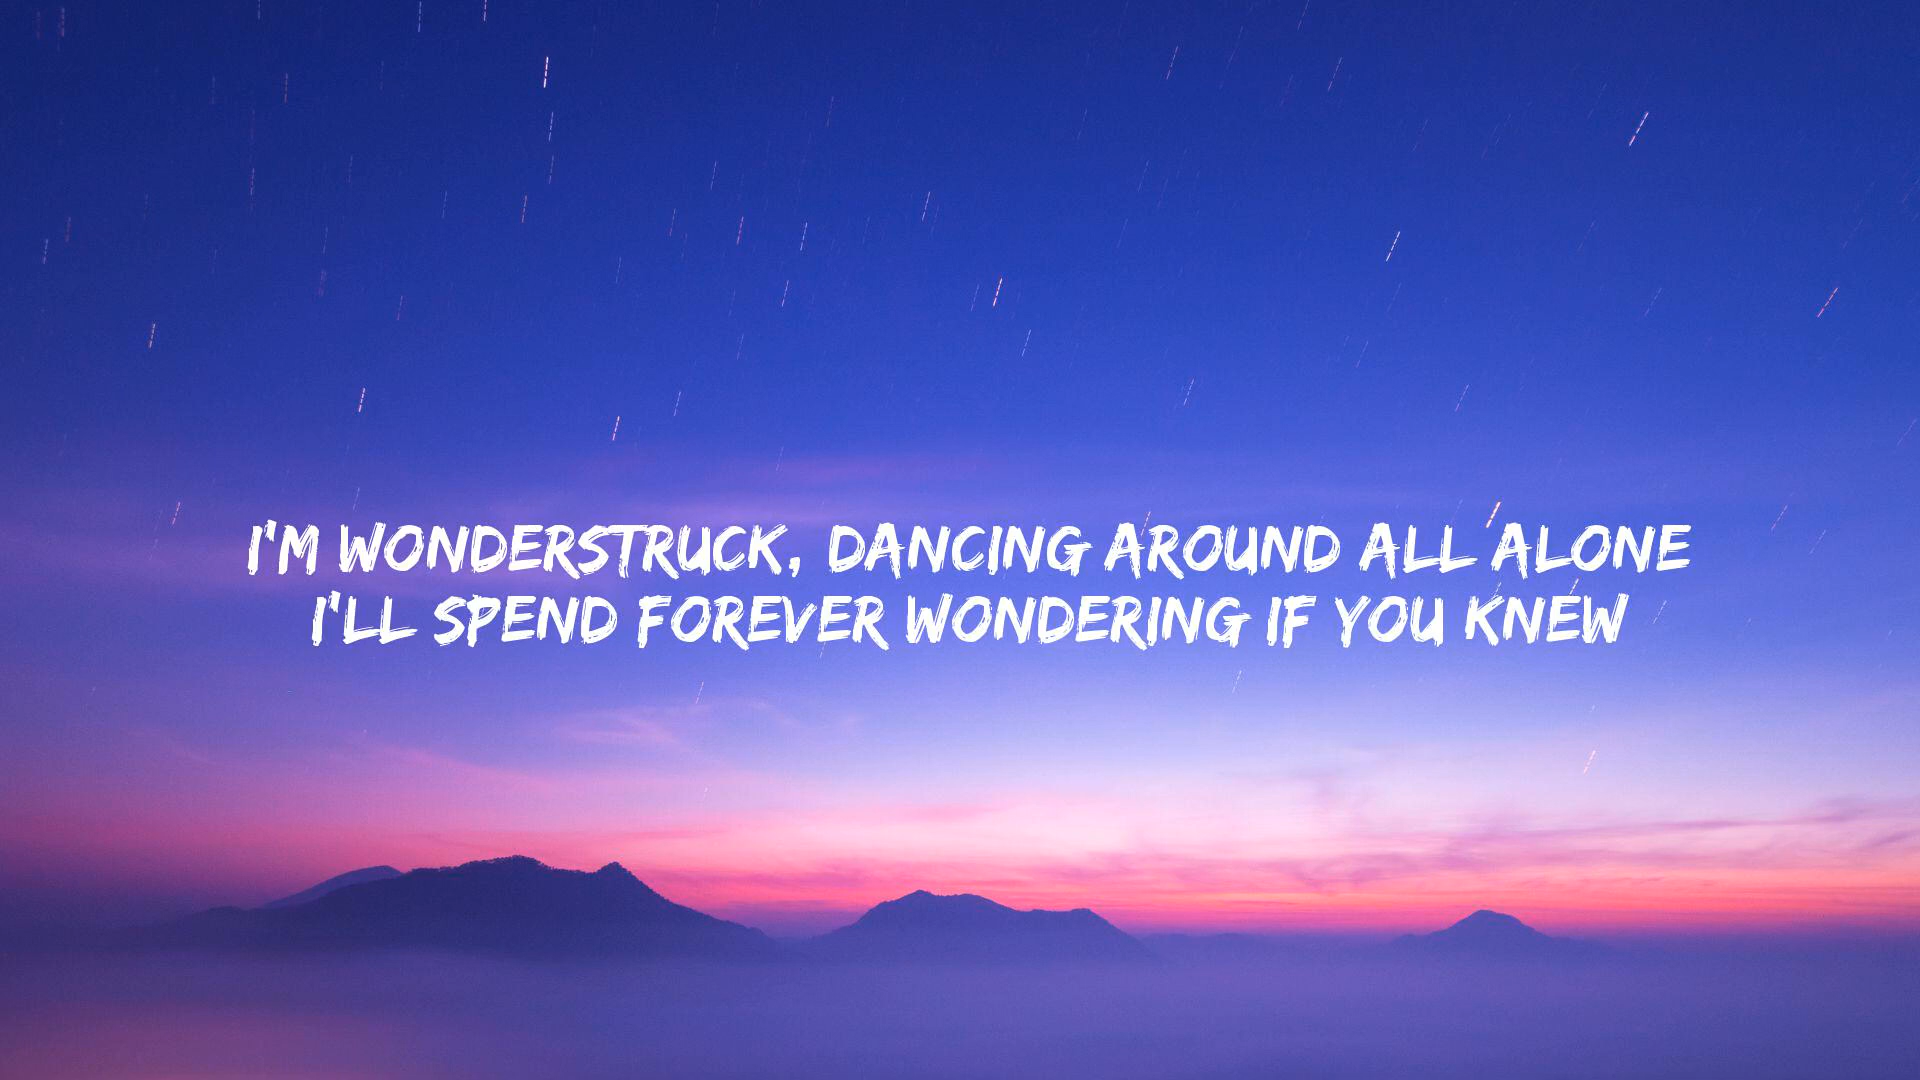 I'M WONDERSTRUCK, DANCING AROUND ALL ALONE
I'LL SPEND FOREVER WONDERING IF YOU KNEW